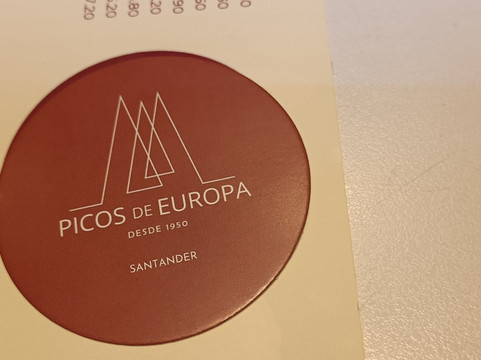 PICOS DE EUROPA
DESDE 1950
SANTANDER